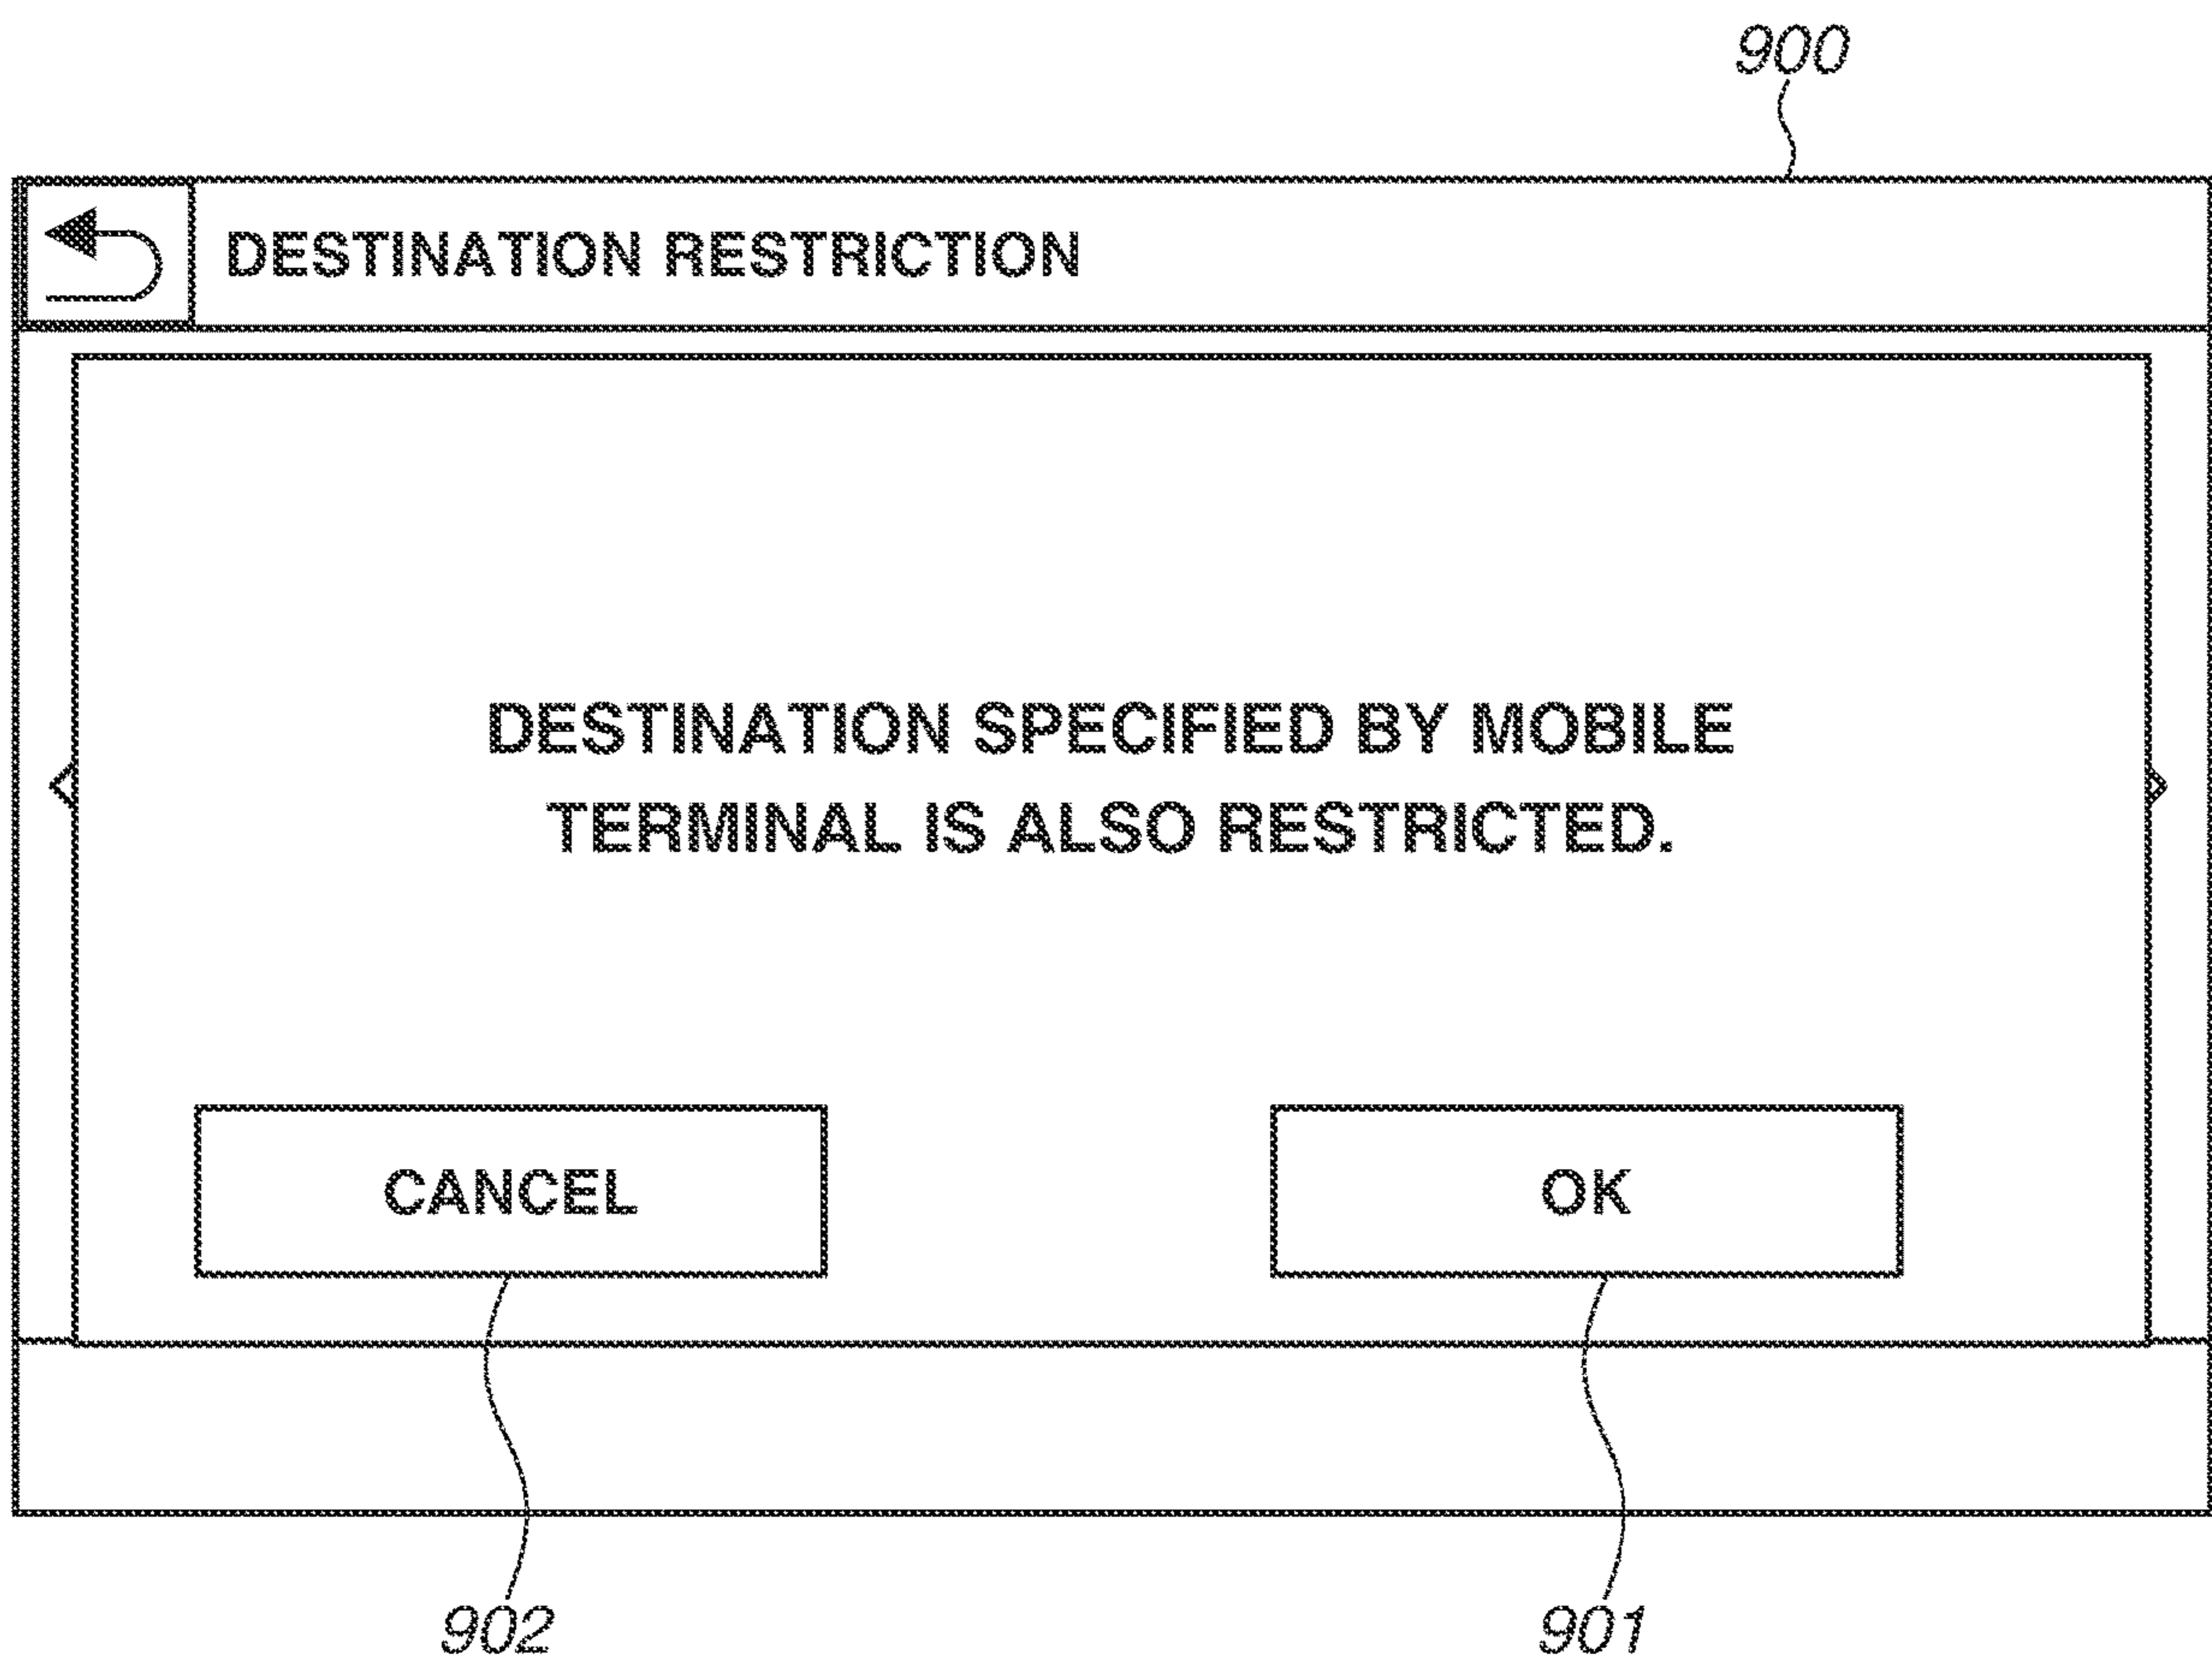 900
DESTINATION RESTRICTION
DESTINATION SPECIFIED BY MOBILE
TERMINAL IS ALSO RESTRICTED.
CANCEL
OK
902
901